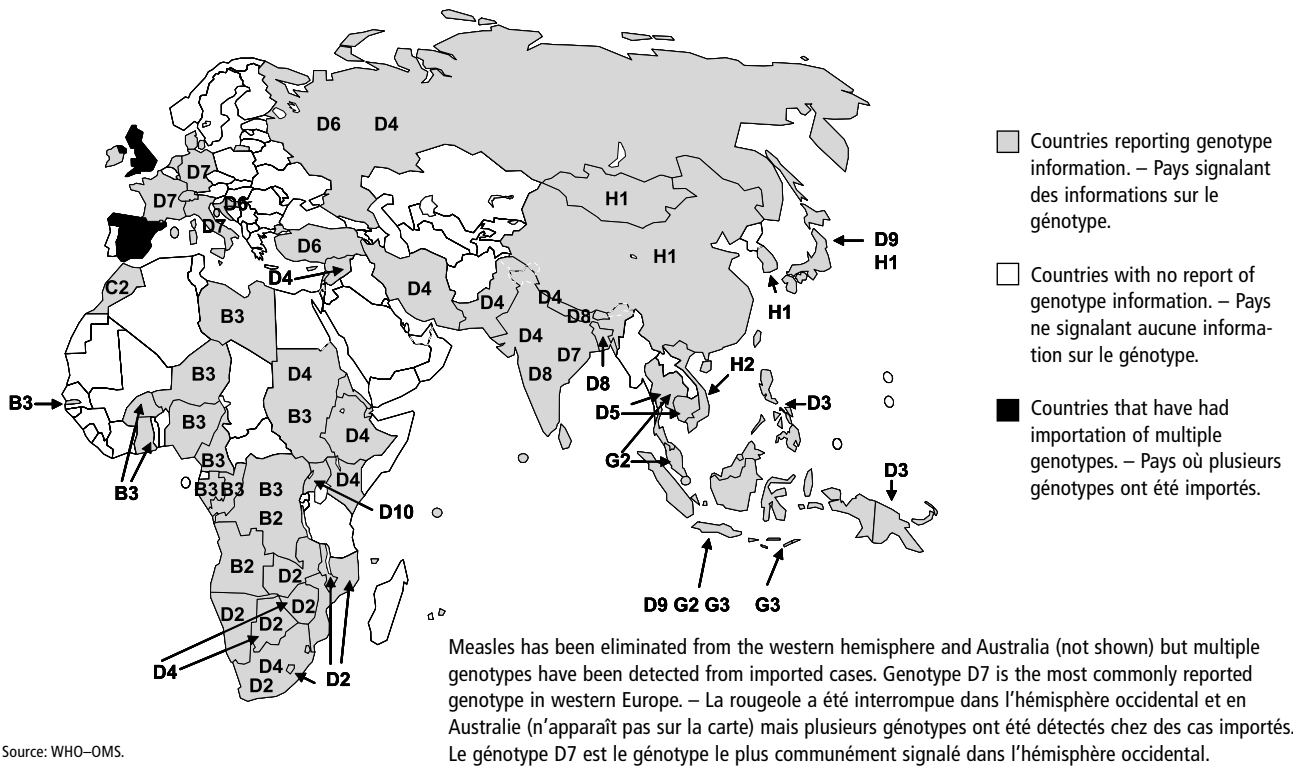 D6 D4
D7
D7
D6
D7
D6
H1
H1
D9
H1
H1
C2
D4
D4
D4
D4
D8
B3
D4
D7
D8
D8
H2
B3
B3
D4
B3
B3
D4
D5
D3
B3
G2
B3
B3 B3
B3
D4
D3
D10
B2
B2
D2
D2
D2
D2
D9 G2 G3
G3
D4
D4
D2
D2
Countries reporting genotype
information. – Pays signalant
des informations sur le
génotype.
Countries with no report of
genotype information. – Pays
ne signalant aucune informa-
tion sur le génotype.
Countries that have had
importation of multiple
genotypes. – Pays où plusieurs
génotypes ont été importés.
Measles has been eliminated from the western hemisphere and Australia (not shown) but multiple
genotypes have been detected from imported cases. Genotype D7 is the most commonly reported
genotype in western Europe. – La rougeole a été interrompue dans l'hémisphère occidental et en
Australie (n'apparaît pas sur la carte) mais plusieurs génotypes ont été détectés chez des cas importés.
Le génotype D7 est le génotype le plus communément signalé dans l'hémisphère occidental.
Source: WHO–OMS.